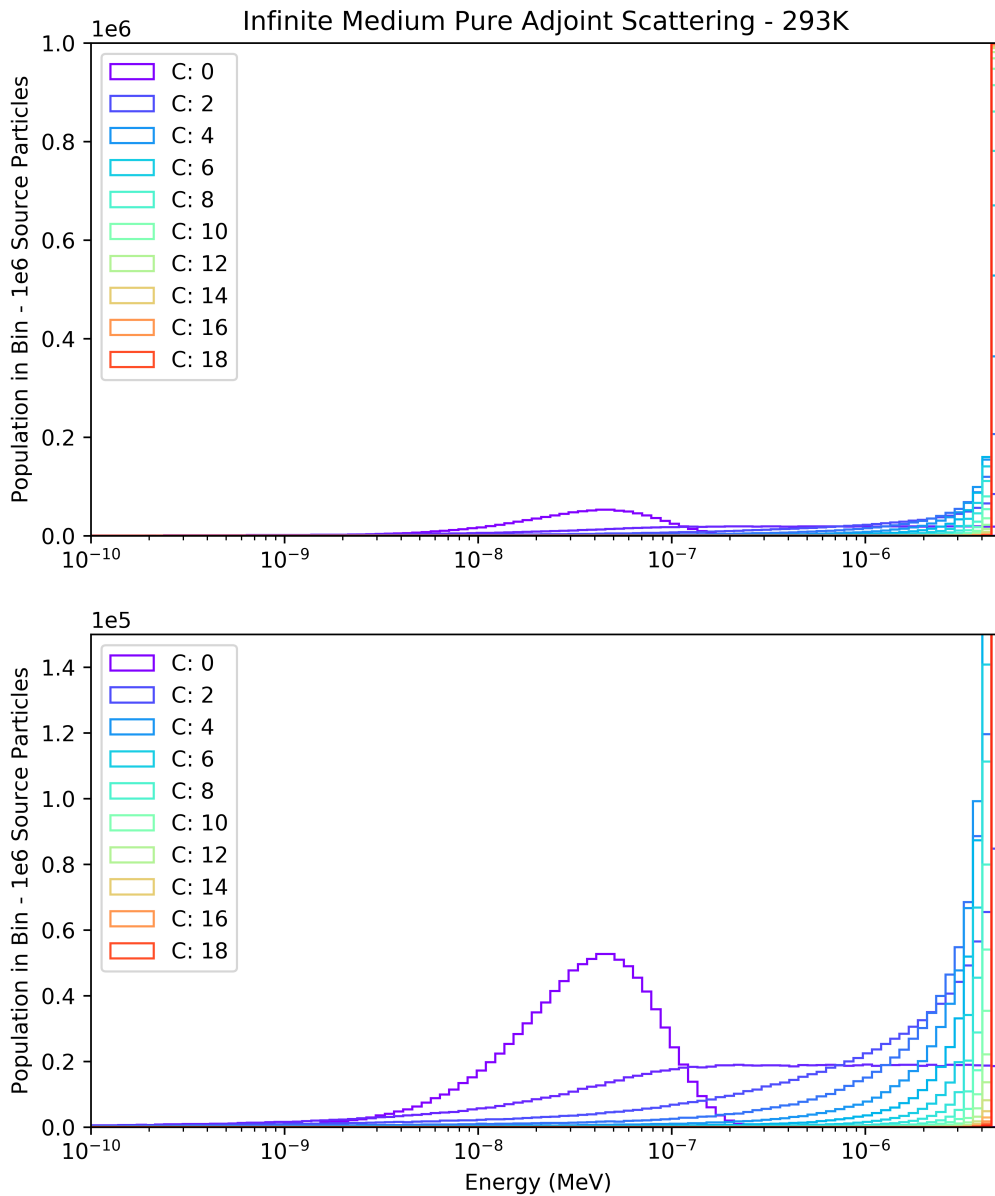 Infinite Medium Pure Adjoint Scattering - 293K
1e6
Population in Bin - 1e6 Source Particles
1.0
0.8
0.6
0.4
0.2
0.0
C: 0
C: 2
C: 4
C: 6
C: 8
C: 10
C: 12
C: 14
C: 16
C: 18
10⁻¹⁰ 10⁻⁹ 10⁻⁸ 10⁻⁷ 10⁻⁶
1e5
Population in Bin - 1e6 Source Particles
1.4
1.2
1.0
0.8
0.6
0.4
0.2
0.0
C: 0
C: 2
C: 4
C: 6
C: 8
C: 10
C: 12
C: 14
C: 16
C: 18
10⁻¹⁰ 10⁻⁹ 10⁻⁸ 10⁻⁷ 10⁻⁶
Energy (MeV)